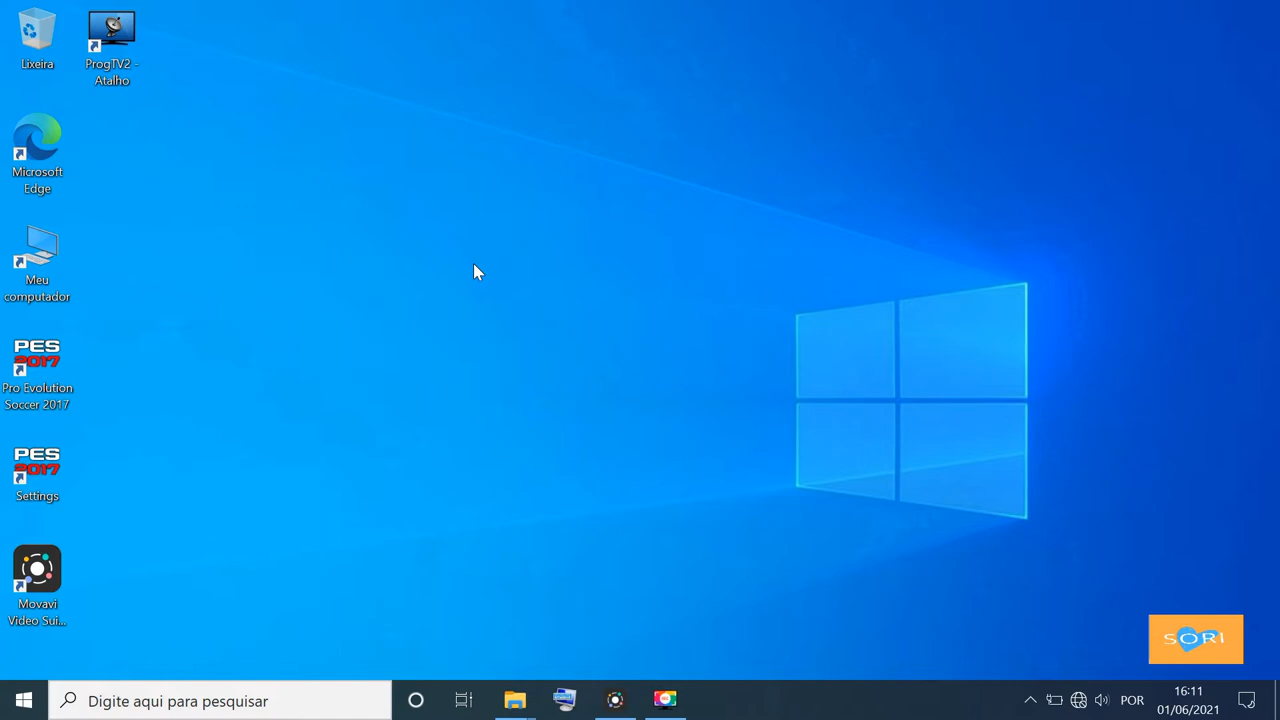 Lixeira
ProgTV2 -
Atalho
Microsoft
Edge
Meu
computador
PES
2017
Pro Evolution
Soccer 2017
PES
2017
Settings
Movavi
Video Sui...
SORI
Digite aqui para pesquisar
POR
16:11
01/06/2021